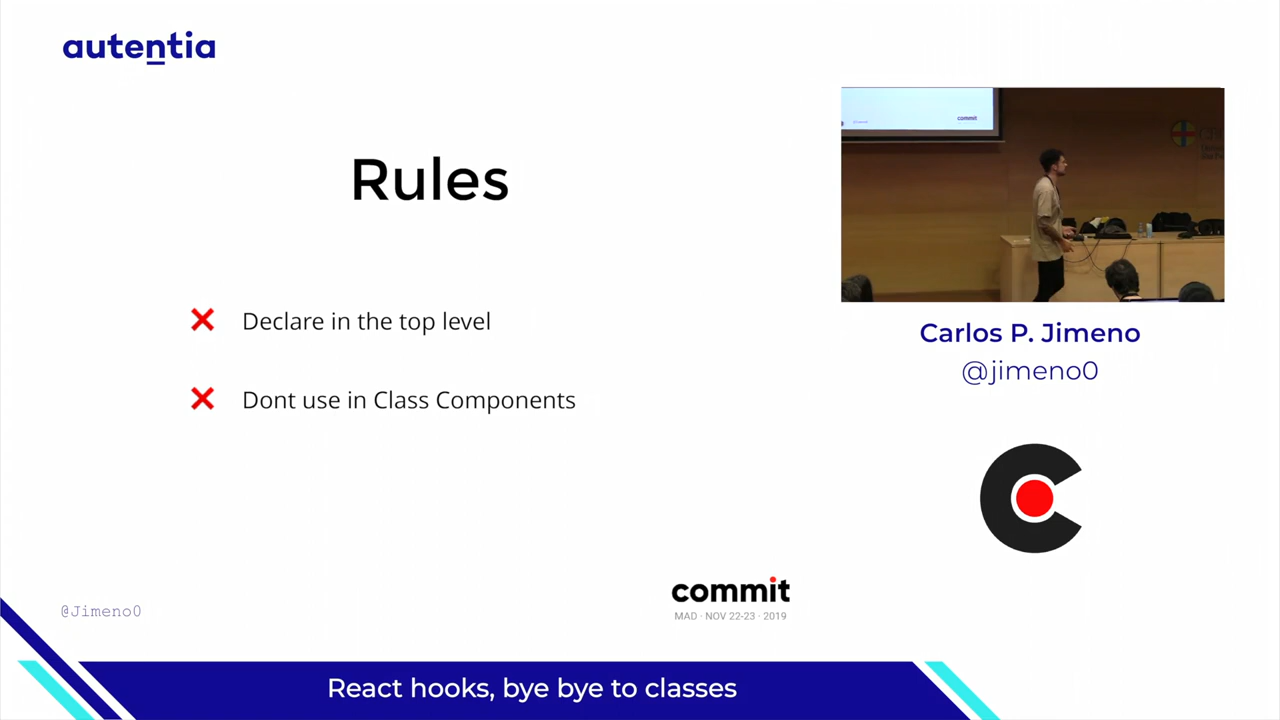 autentia
Rules
Declare in the top level
Dont use in Class Components
commit
Carlos P. Jimeno
@jimeno0
commit
MAD · NOV 22-23 · 2019
@Jimeno0
React hooks, bye bye to classes